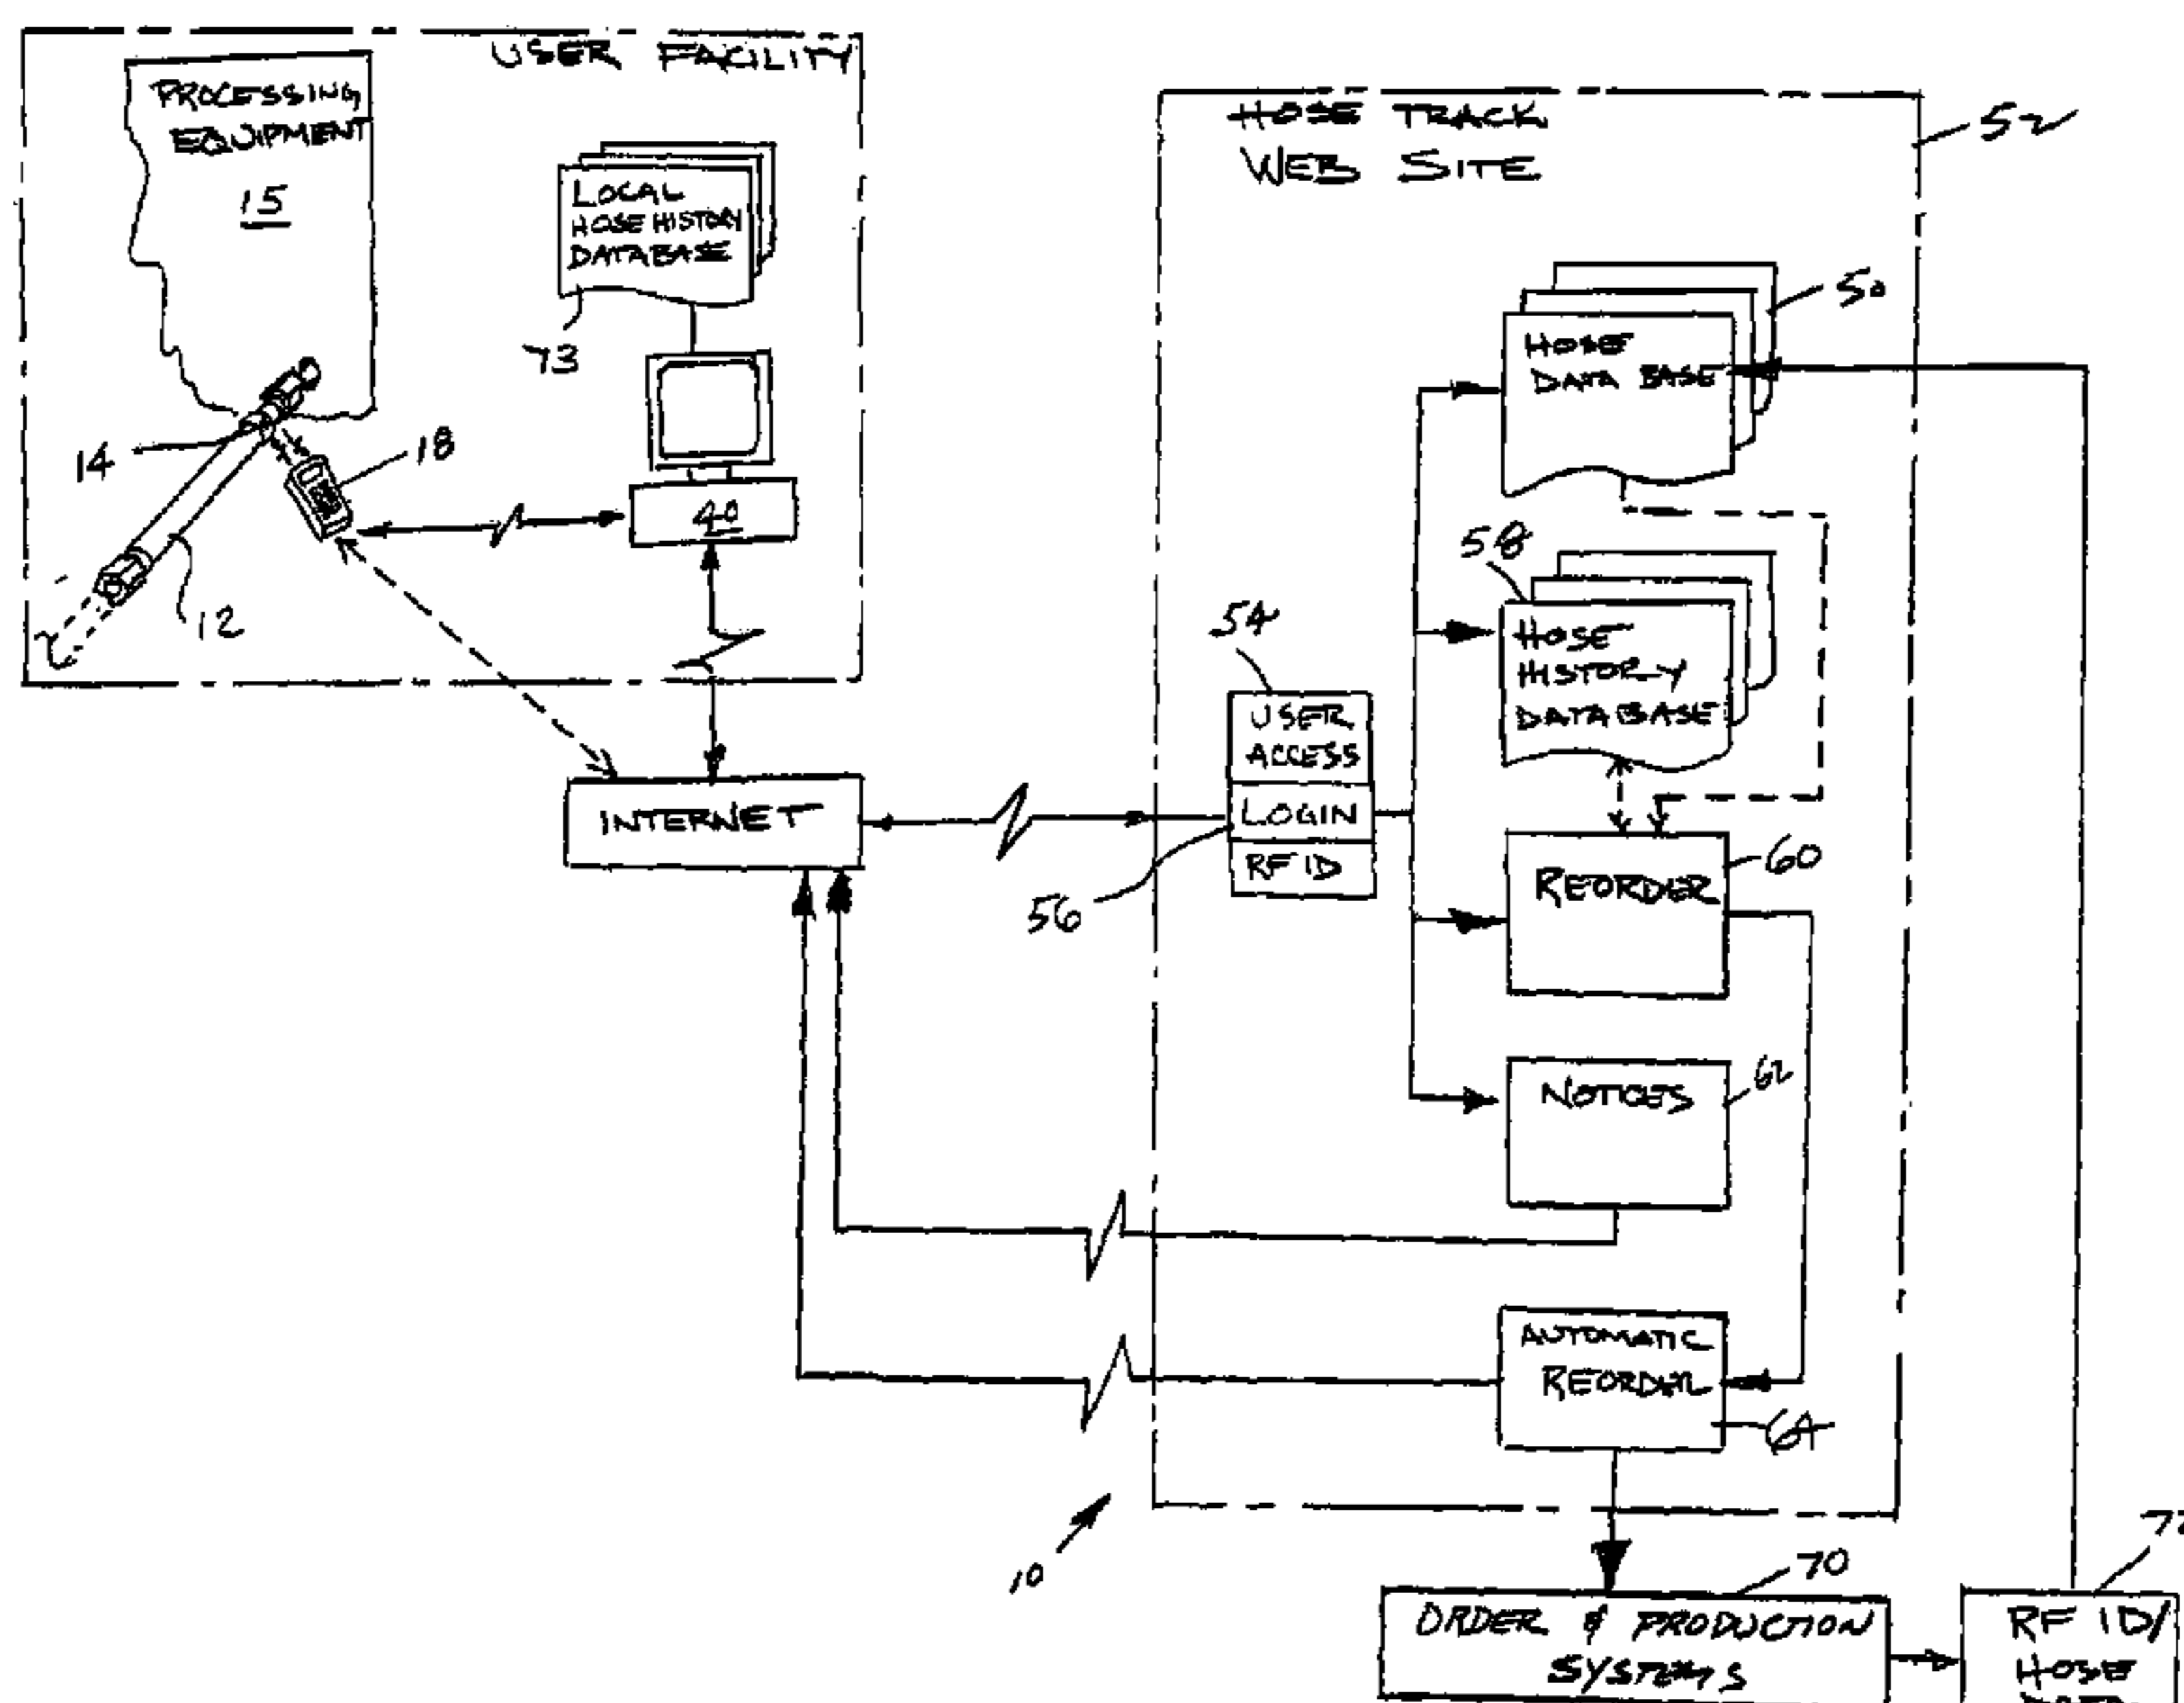 USER FACILITY
PROCESSING
EQUIPMENT
15
LOCAL
HOSE HISTORY
DATABASE
73
14
18
40
12
HOSE TRACK
WEB SITE
52
HOSE
DATA BASE
50
58
HOSE
HISTORY
DATABASE
54
USER
ACCESS
LOGIN
RF ID
56
INTERNET
REORDER
60
NOTICES
62
AUTOMATIC
REORDER
64
10
70
ORDER & PRODUCTION
SYSTEMS
RF ID/
HOSE